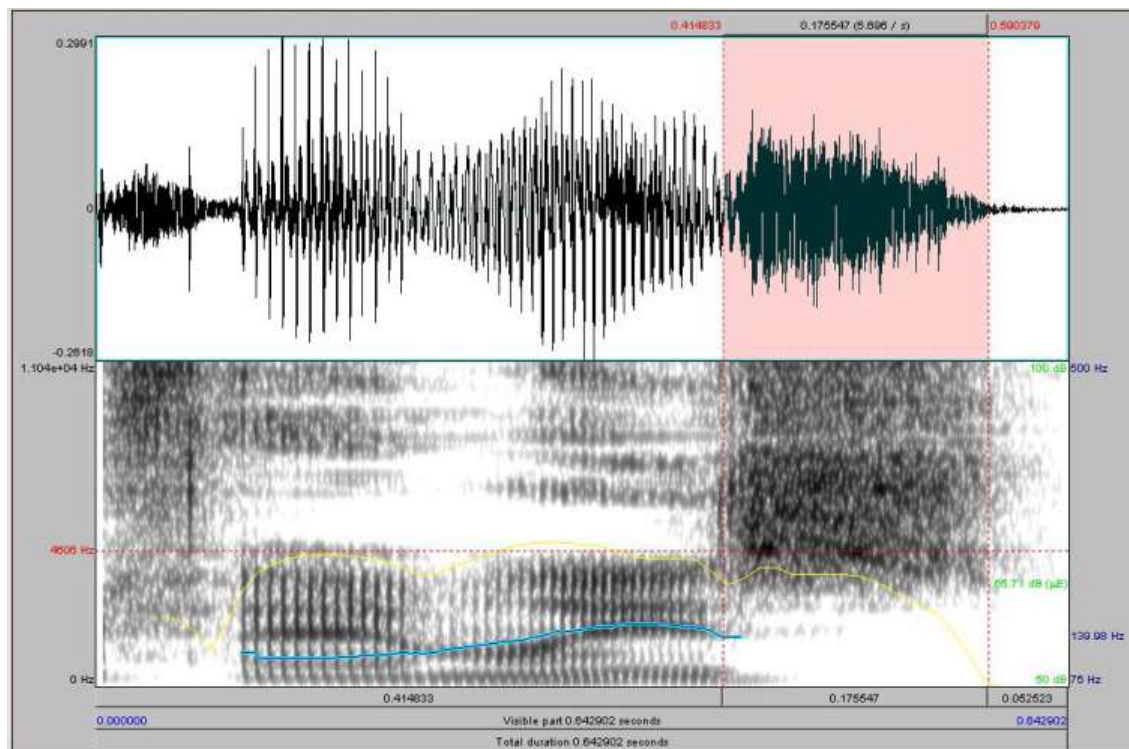 0.414833 0.175547 (5.696 / s) 0.590379
0.2991
0
-0.2618
1.104e+04 Hz 100 dB 500 Hz
4606 Hz
66.71 dB (µE)
139.98 Hz
0 Hz 50 dB 75 Hz
0.414833 0.175547 0.052523
0.000000 Visible part 0.642902 seconds 0.642902
Total duration 0.642902 seconds